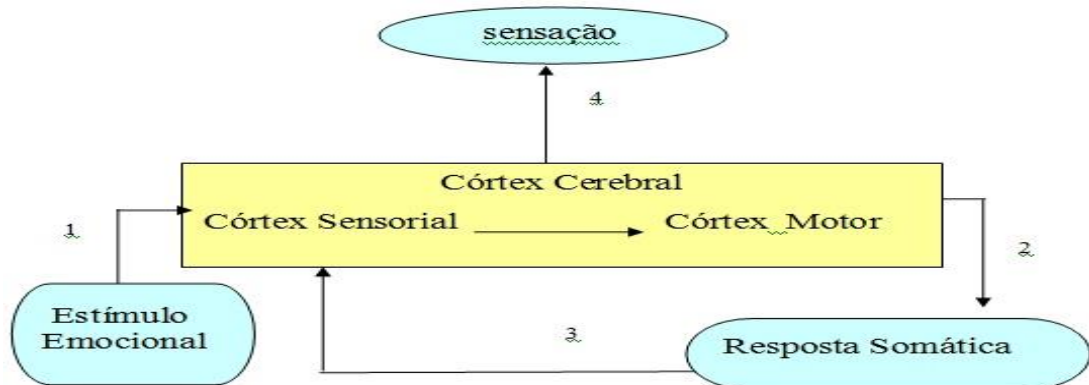 sensação
4
Córtex Cerebral
1
Córtex Sensorial
Córtex Motor
2
Estímulo
Emocional
3
Resposta Somática